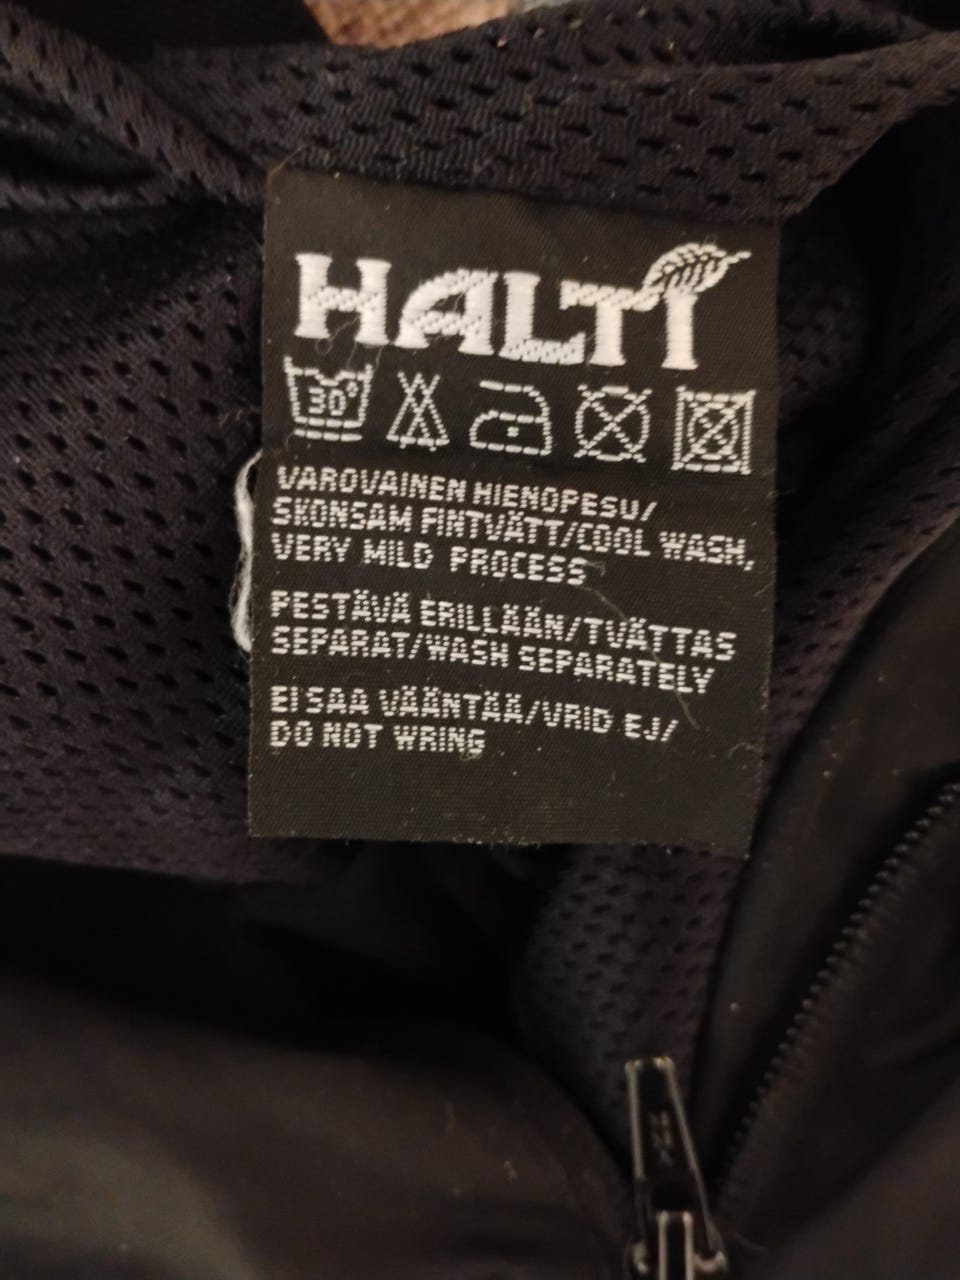 HALTI
30°
VAROVAINEN HIENOPESU/
SKONSAM FINTVÄTT/COOL WASH,
VERY MILD PROCESS
PESTÄVÄ ERILLÄÄN/TVÄTTAS
SEPARAT/WASH SEPARATELY
EI SAA VÄÄNTÄÄ/VRID EJ/
DO NOT WRING